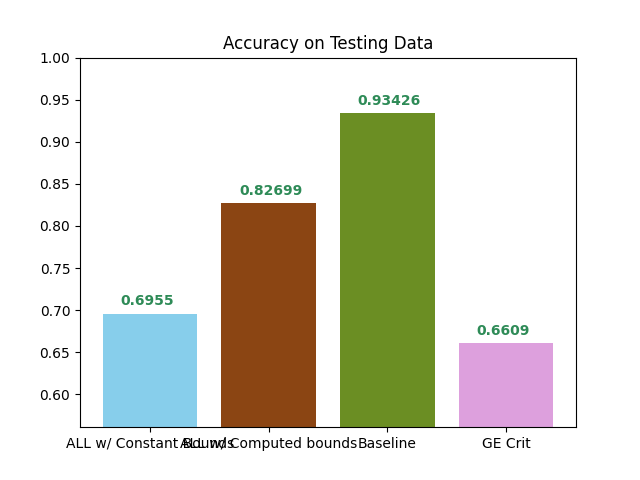 Accuracy on Testing Data
1.00
0.95
0.90
0.85
0.80
0.75
0.70
0.65
0.60
0.6955
0.82699
0.93426
0.6609
ALL w/ Constant Bounds
ALL w/ Computed bounds
Baseline
GE Crit